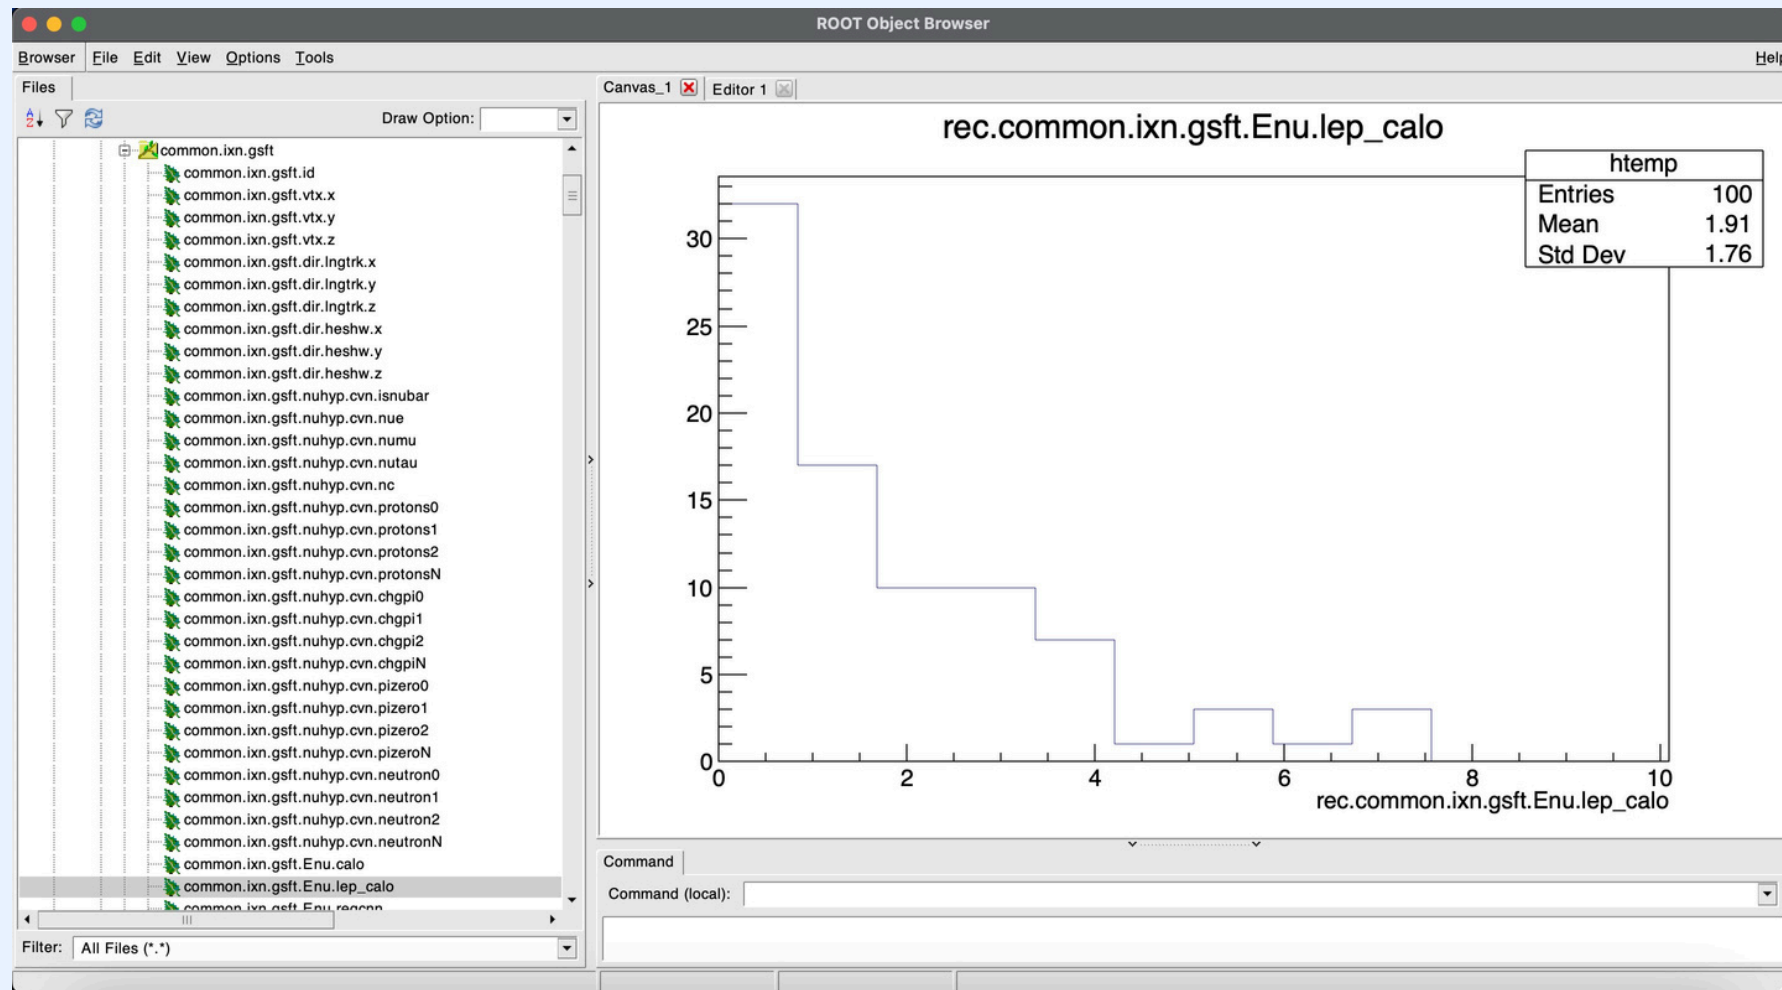 ROOT Object Browser
Browser File Edit View Options Tools Help
Files
Draw Option:
common.ixn.gsft
common.ixn.gsft.id
common.ixn.gsft.vtx.x
common.ixn.gsft.vtx.y
common.ixn.gsft.vtx.z
common.ixn.gsft.dir.lngtrk.x
common.ixn.gsft.dir.lngtrk.y
common.ixn.gsft.dir.lngtrk.z
common.ixn.gsft.dir.heshw.x
common.ixn.gsft.dir.heshw.y
common.ixn.gsft.dir.heshw.z
common.ixn.gsft.nuhyp.cvn.isnubar
common.ixn.gsft.nuhyp.cvn.nue
common.ixn.gsft.nuhyp.cvn.numu
common.ixn.gsft.nuhyp.cvn.nutau
common.ixn.gsft.nuhyp.cvn.nc
common.ixn.gsft.nuhyp.cvn.protons0
common.ixn.gsft.nuhyp.cvn.protons1
common.ixn.gsft.nuhyp.cvn.protons2
common.ixn.gsft.nuhyp.cvn.protonsN
common.ixn.gsft.nuhyp.cvn.chgpi0
common.ixn.gsft.nuhyp.cvn.chgpi1
common.ixn.gsft.nuhyp.cvn.chgpi2
common.ixn.gsft.nuhyp.cvn.chgpiN
common.ixn.gsft.nuhyp.cvn.pizero0
common.ixn.gsft.nuhyp.cvn.pizero1
common.ixn.gsft.nuhyp.cvn.pizero2
common.ixn.gsft.nuhyp.cvn.pizeroN
common.ixn.gsft.nuhyp.cvn.neutron0
common.ixn.gsft.nuhyp.cvn.neutron1
common.ixn.gsft.nuhyp.cvn.neutron2
common.ixn.gsft.nuhyp.cvn.neutronN
common.ixn.gsft.Enu.calo
common.ixn.gsft.Enu.lep_calo
common.ixn.gsft.Enu.regcnn
Filter: All Files (*.*)
Canvas_1 Editor 1
rec.common.ixn.gsft.Enu.lep_calo
htemp
Entries 100
Mean 1.91
Std Dev 1.76
30
25
20
15
10
5
0
0 2 4 6 8 10
rec.common.ixn.gsft.Enu.lep_calo
Command
Command (local):